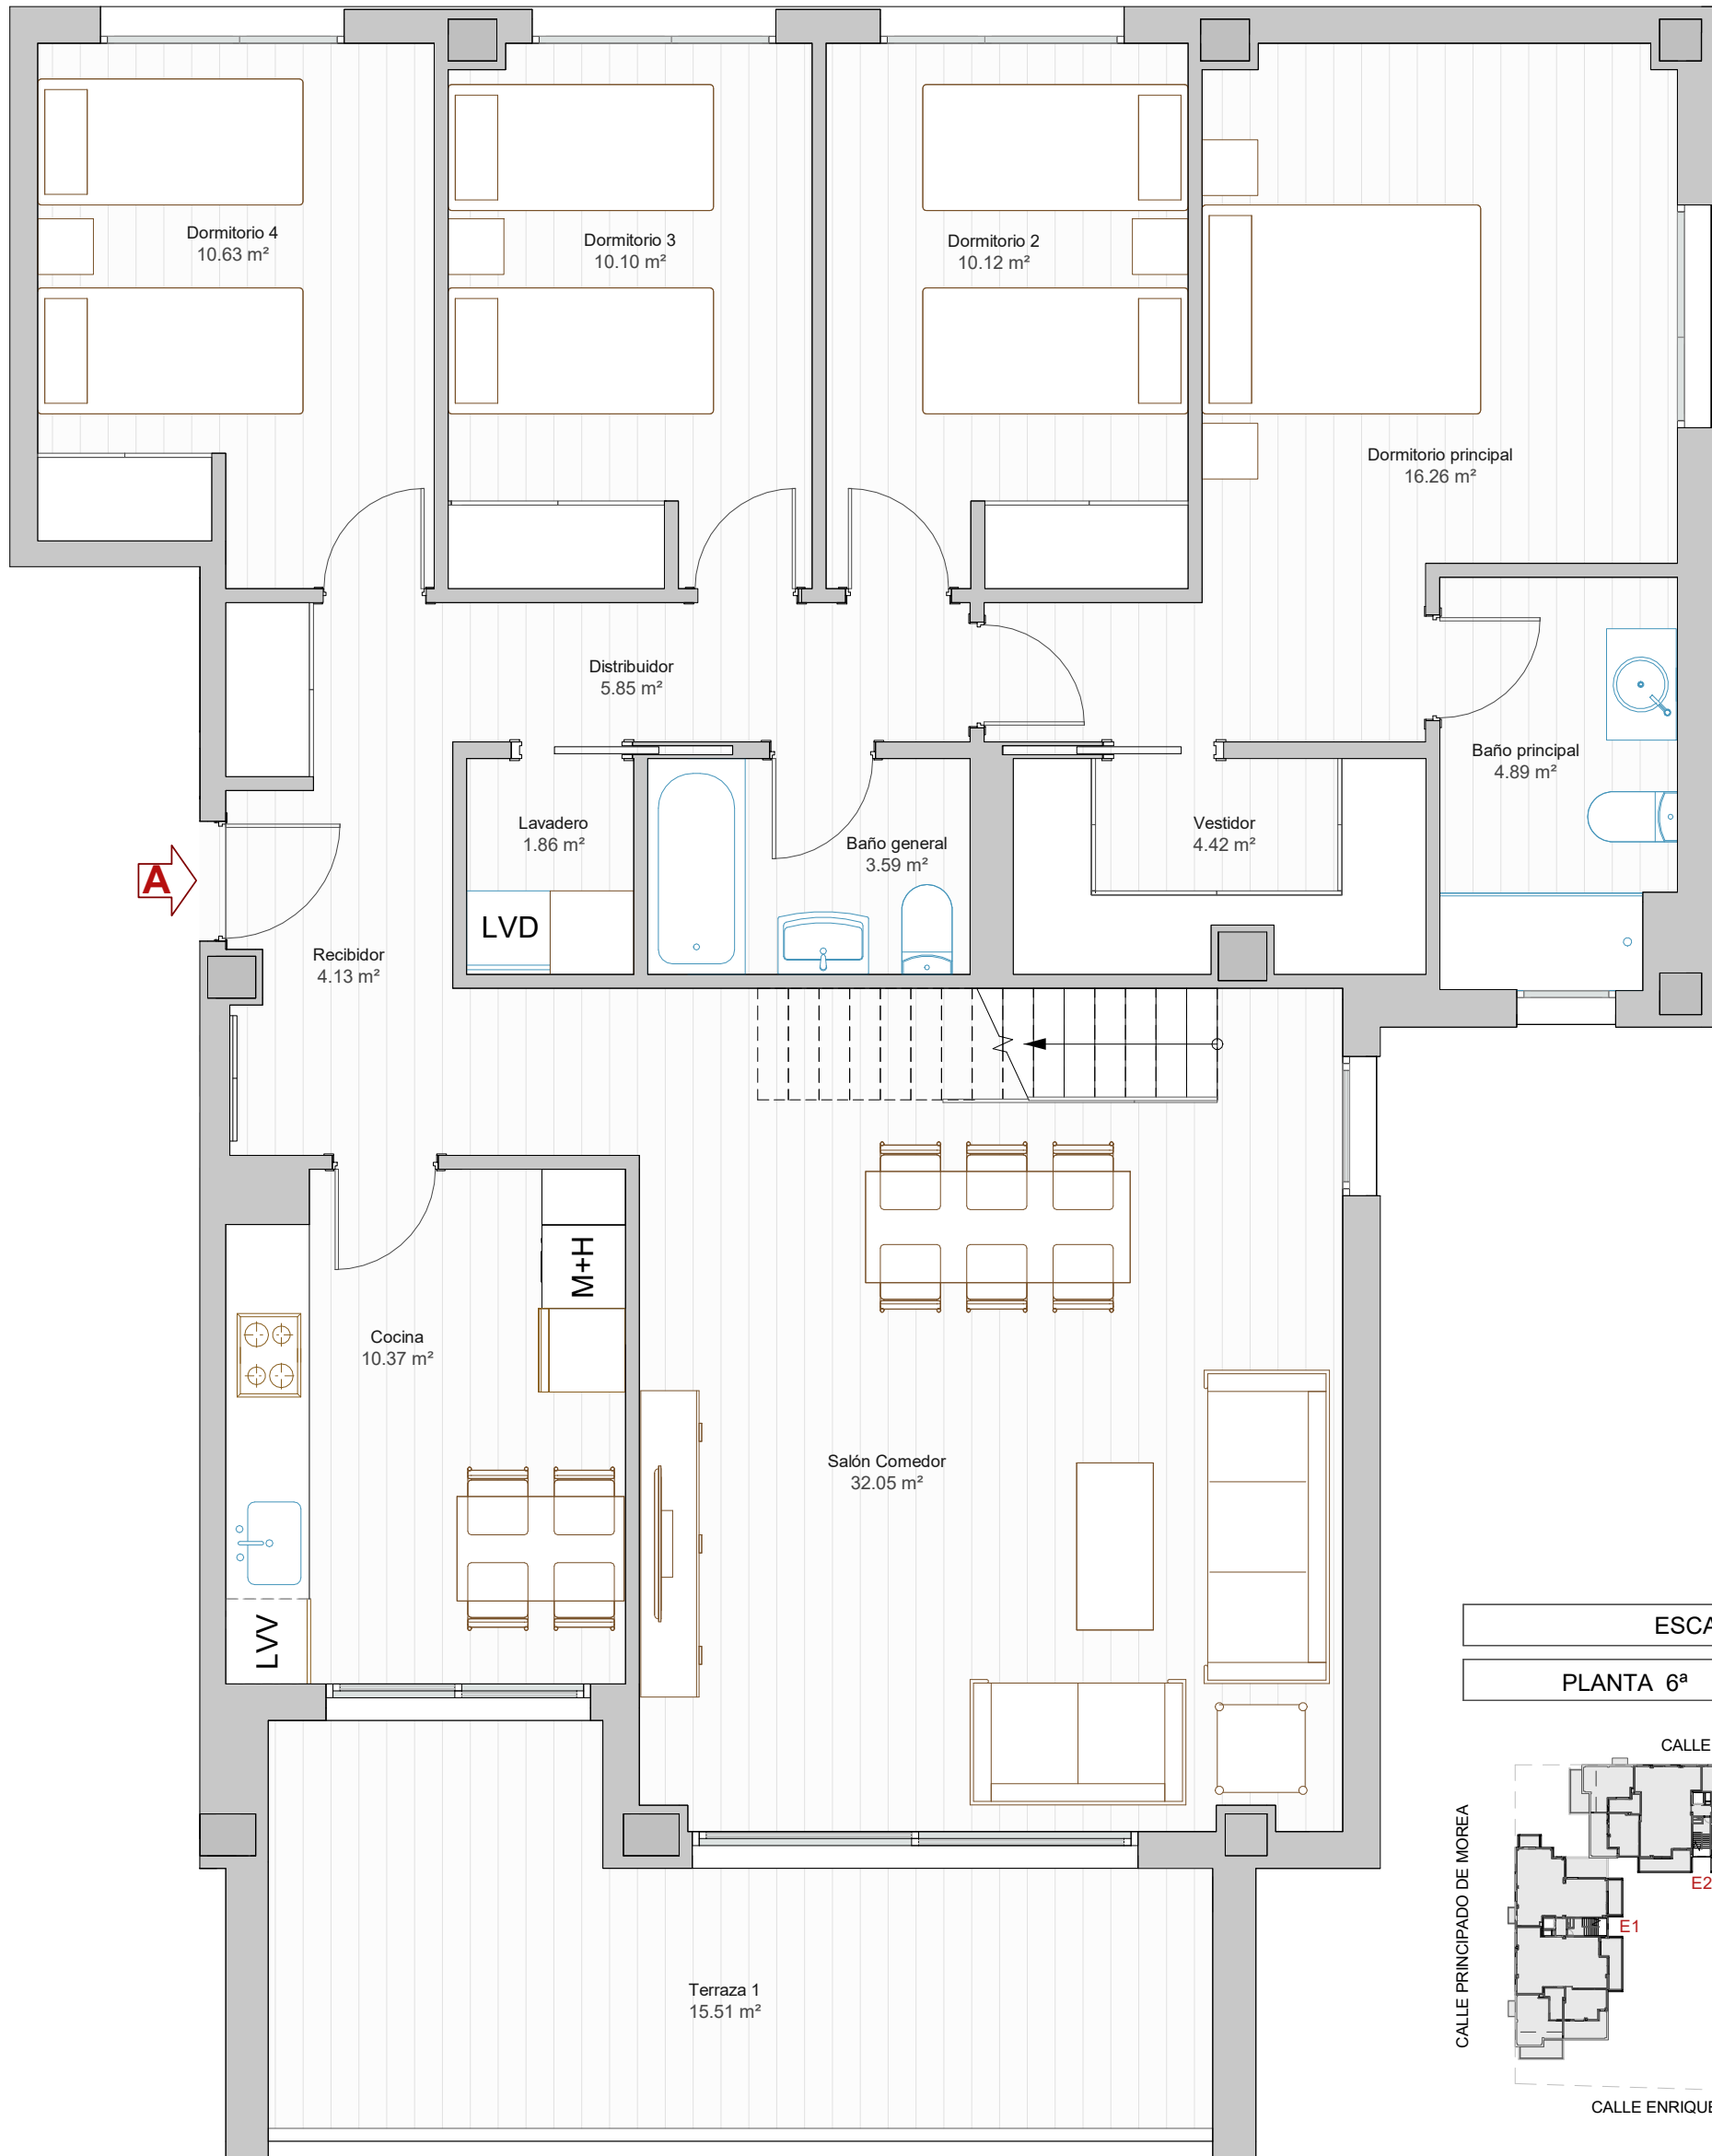 Dormitorio 4
10.63 m²
Dormitorio 3
10.10 m²
Dormitorio 2
10.12 m²
Dormitorio principal
16.26 m²
Distribuidor
5.85 m²
Baño principal
4.89 m²
Lavadero
1.86 m²
Baño general
3.59 m²
Vestidor
4.42 m²
A
LVD
Recibidor
4.13 m²
M+H
Cocina
10.37 m²
Salón Comedor
32.05 m²
LVV
ESCA
PLANTA 6ª
CALLE
CALLE PRINCIPADO DE MOREA
E2
E1
Terraza 1
15.51 m²
CALLE ENRIQUE